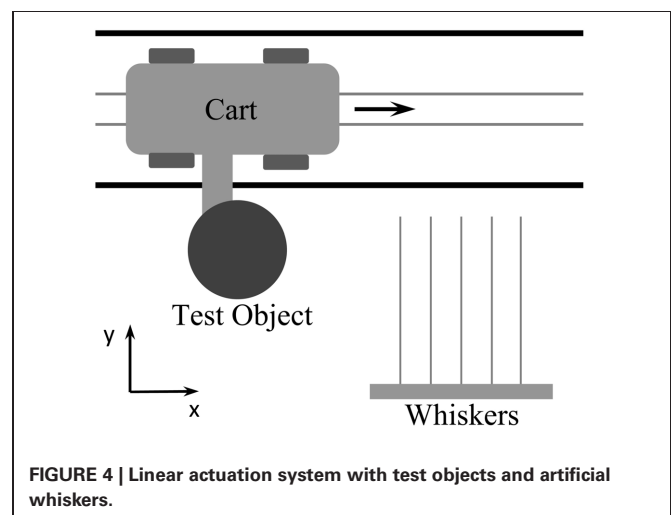 Cart
Test Object
y
x
Whiskers
FIGURE 4 | Linear actuation system with test objects and artificial
whiskers.